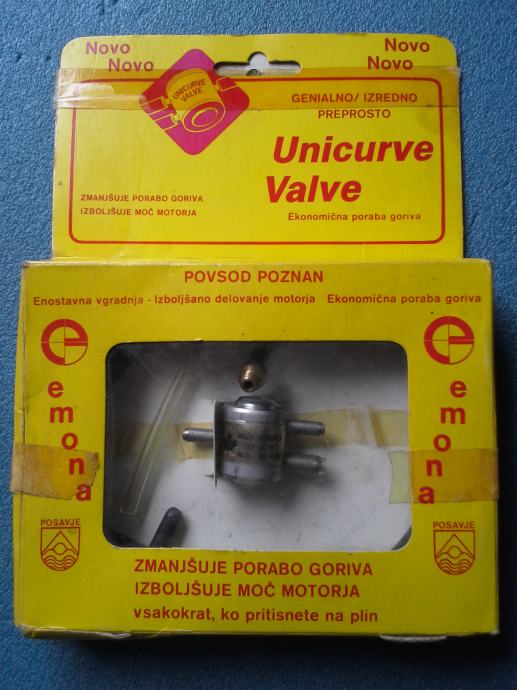 Novo
Novo
Novo
Novo
UNICURVE
VALVE
GENIALNO/ IZREDNO
PREPROSTO
Unicurve
Valve
ZMANJŠUJE PORABO GORIVA
IZBOLJŠUJE MOČ MOTORJA
Ekonomična poraba goriva
POVSOD POZNAN
Enostavna vgradnja - Izboljšano delovanje motorja Ekonomična poraba goriva
emona
emona
POSAVJE
POSAVJE
ZMANJŠUJE PORABO GORIVA
IZBOLJŠUJE MOČ MOTORJA
vsakokrat, ko pritisnete na plin